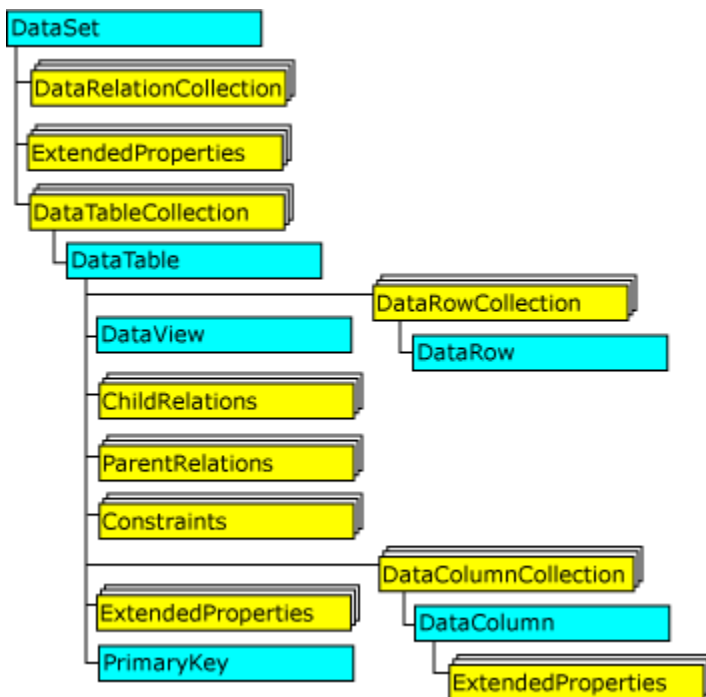 DataSet
DataRelationCollection
ExtendedProperties
DataTableCollection
DataTable
DataRowCollection
DataView
DataRow
ChildRelations
ParentRelations
Constraints
DataColumnCollection
ExtendedProperties
DataColumn
PrimaryKey
ExtendedProperties